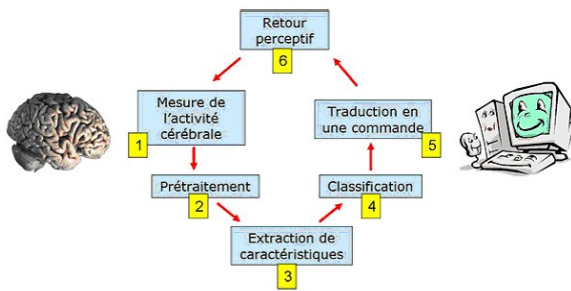 Retour
perceptif
6
Mesure de
l'activité
cérébrale
1
Traduction en
une commande
5
Prétraitement
2
Classification
4
Extraction de
caractéristiques
3